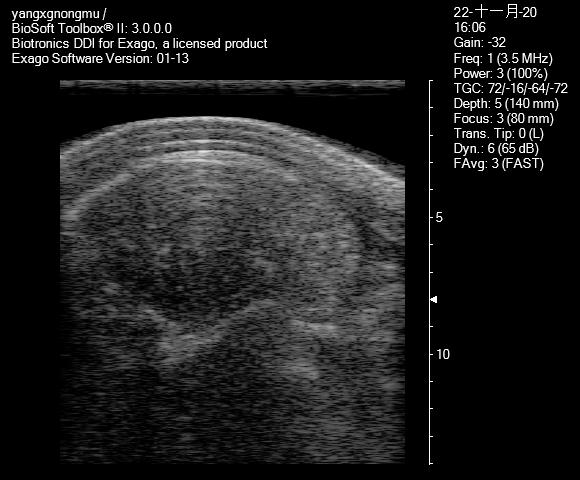 yangxgnongmu /
BioSoft Toolbox® II: 3.0.0.0
Biotronics DDI for Exago, a licensed product
Exago Software Version: 01-13
22-十一月-20
16:06
Gain: -32
Freq: 1 (3.5 MHz)
Power: 3 (100%)
TGC: 72/-16/-64/-72
Depth: 5 (140 mm)
Focus: 3 (80 mm)
Trans. Tip: 0 (L)
Dyn.: 6 (65 dB)
FAvg: 3 (FAST)
5
10